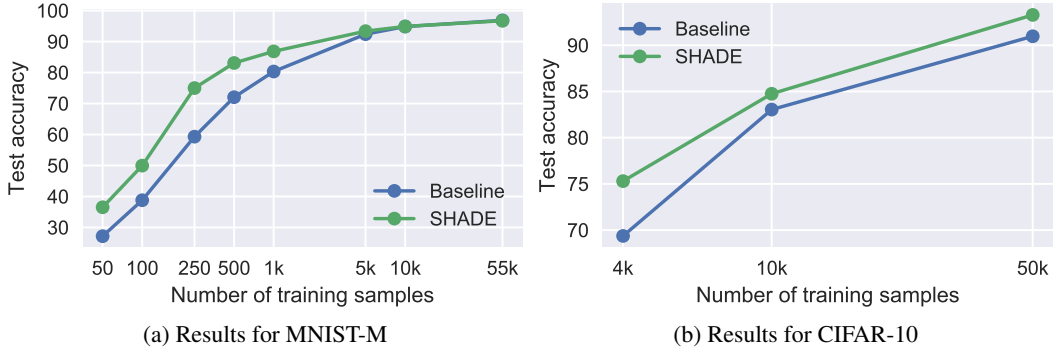 100
90
80
70
60
50
40
30
Test accuracy
Baseline
SHADE
50 100 250 500 1k 5k 10k 55k
Number of training samples
(a) Results for MNIST-M
90
85
80
75
70
Test accuracy
Baseline
SHADE
4k 10k 50k
Number of training samples
(b) Results for CIFAR-10